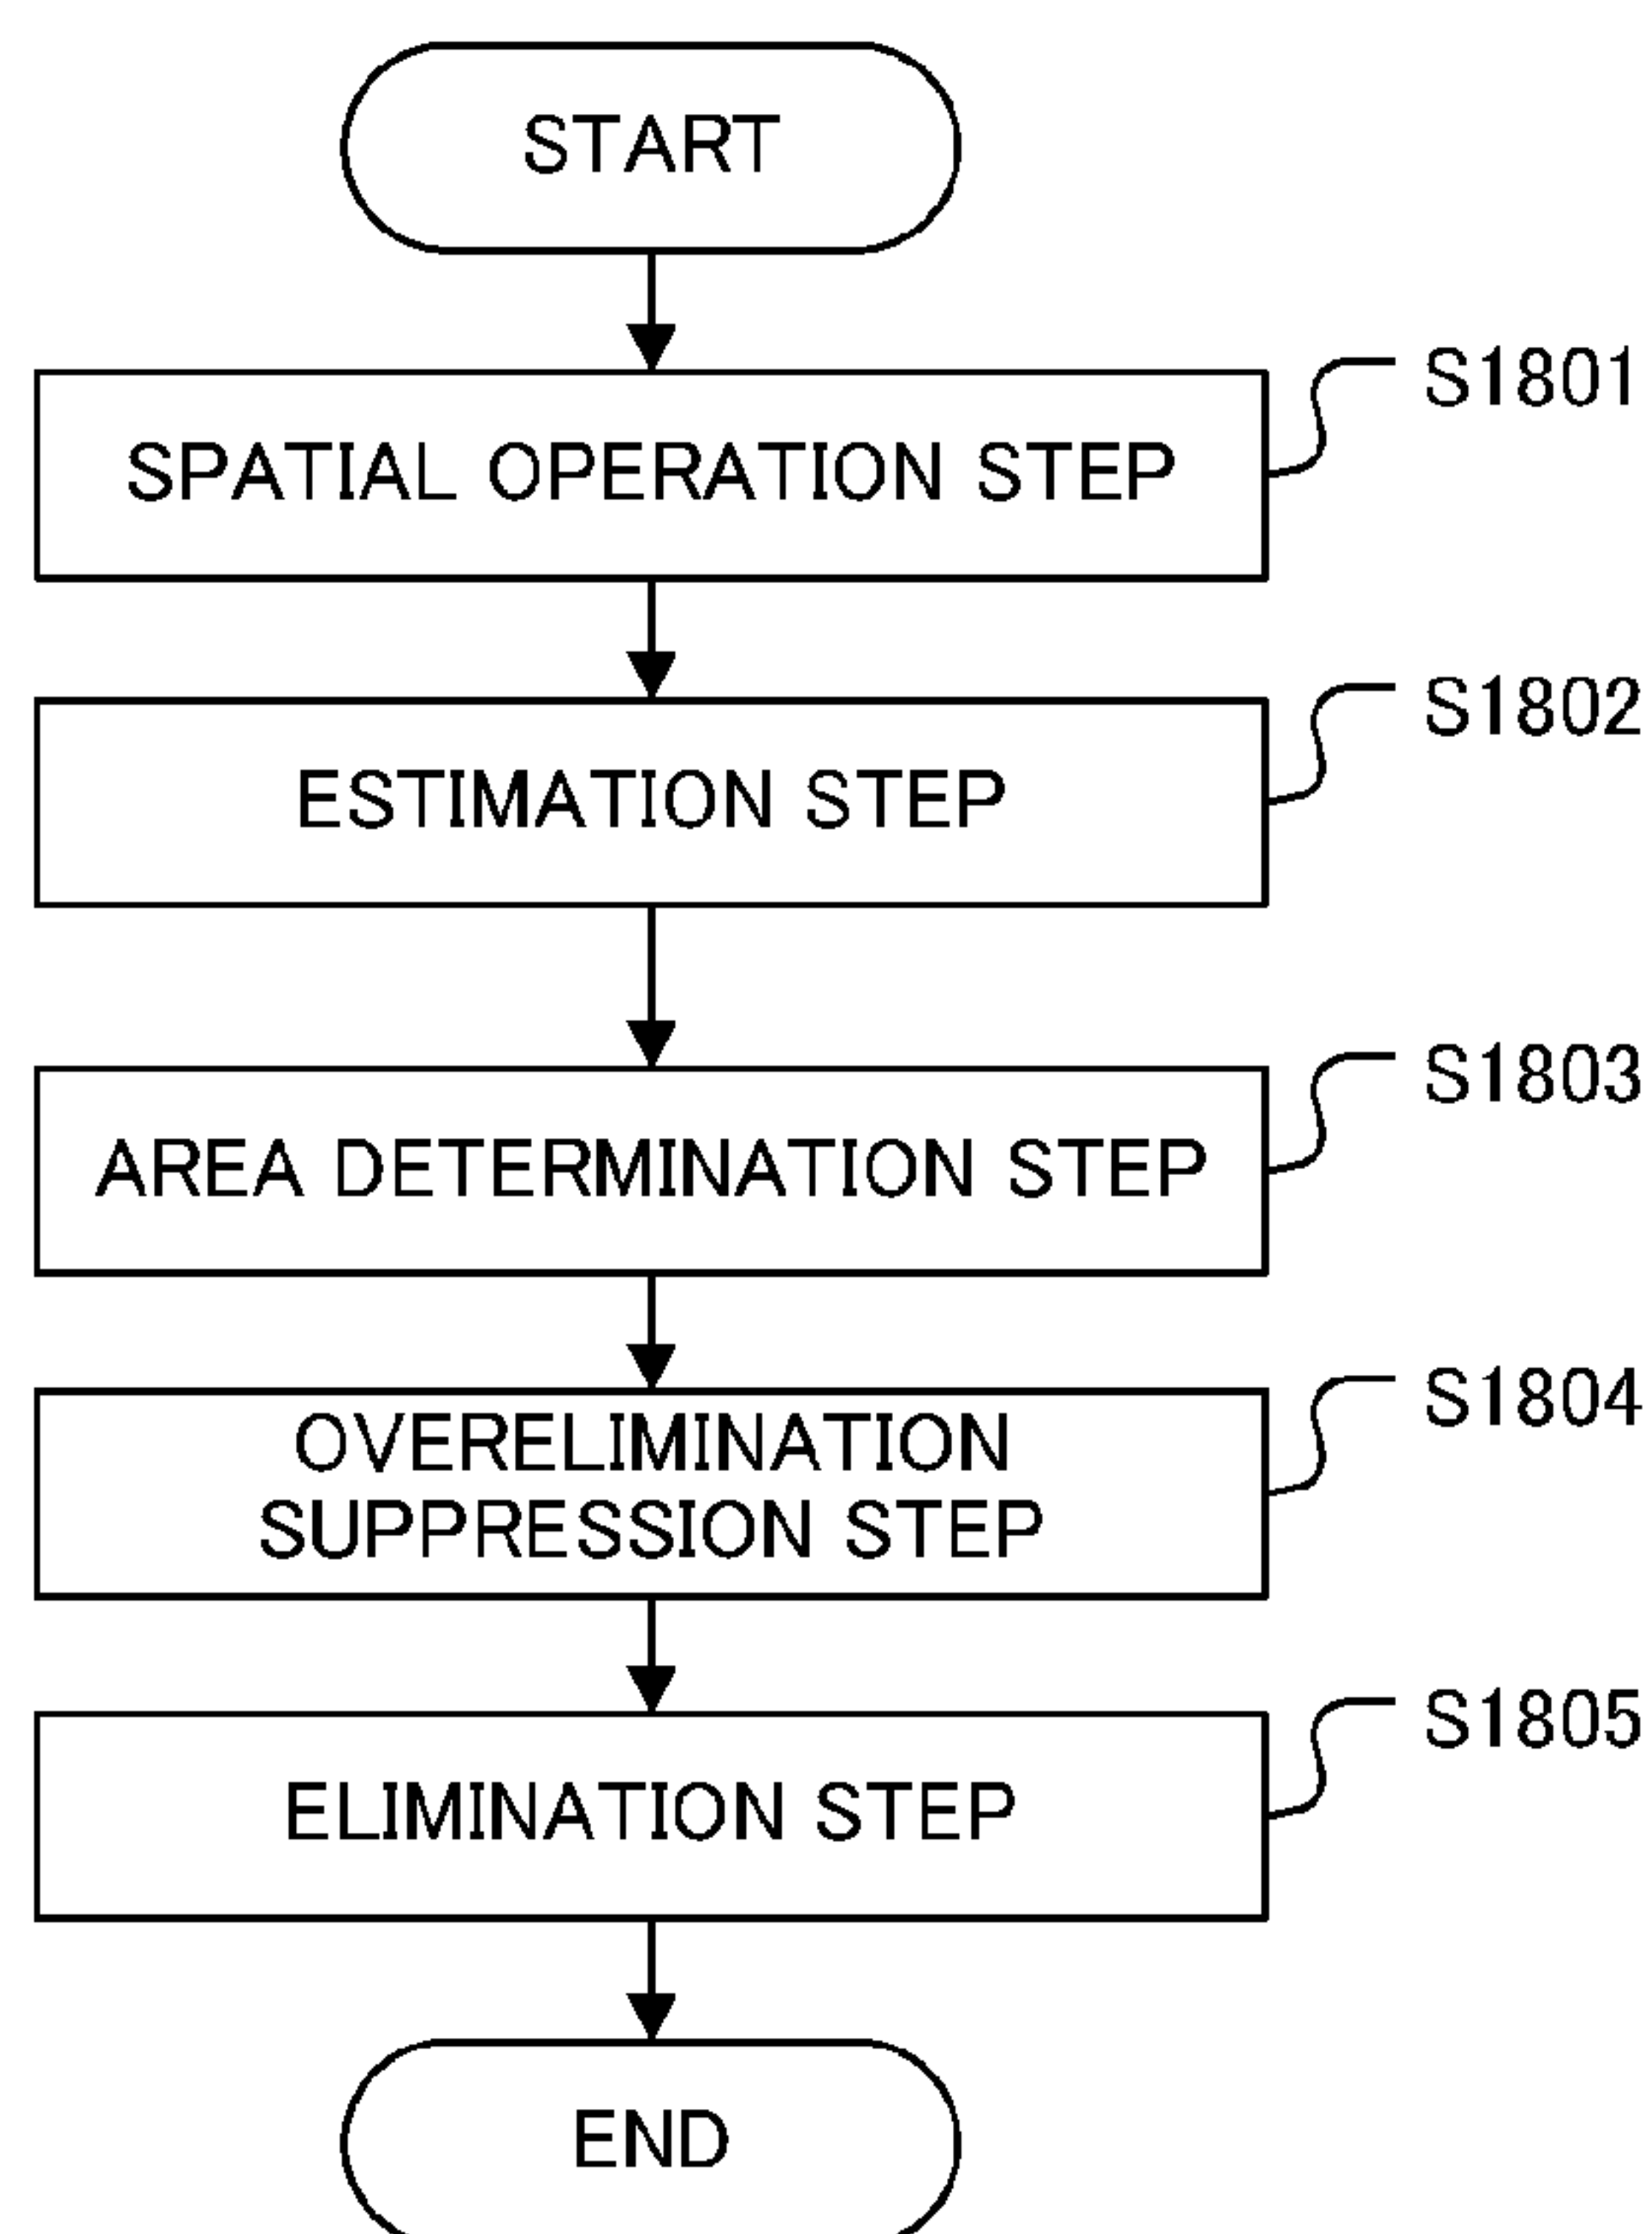 START
SPATIAL OPERATION STEP
S1801
ESTIMATION STEP
S1802
AREA DETERMINATION STEP
S1803
OVERELIMINATION
SUPPRESSION STEP
S1804
ELIMINATION STEP
S1805
END